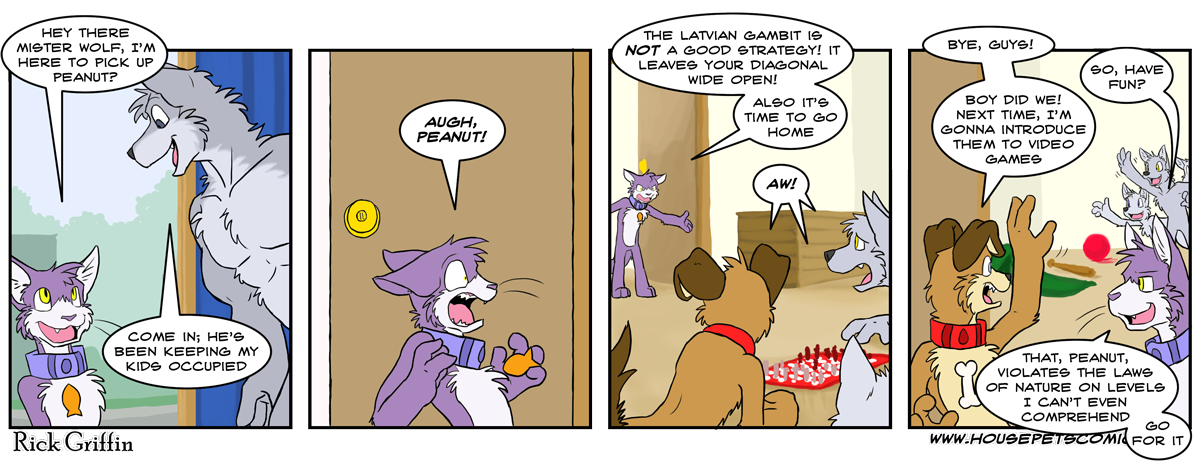 HEY THERE
MISTER WOLF, I'M
HERE TO PICK UP
PEANUT?
COME IN; HE'S
BEEN KEEPING MY
KIDS OCCUPIED
AUGH,
PEANUT!
THE LATVIAN GAMBIT IS
NOT A GOOD STRATEGY! IT
LEAVES YOUR DIAGONAL
WIDE OPEN!
ALSO IT'S
TIME TO GO
HOME
AW!
BYE, GUYS!
SO, HAVE
FUN?
BOY DID WE!
NEXT TIME, I'M
GONNA INTRODUCE
THEM TO VIDEO
GAMES
THAT, PEANUT,
VIOLATES THE LAWS
OF NATURE ON LEVELS
I CAN'T EVEN
COMPREHEND
GO
FOR IT
Rick Griffin
WWW.HOUSEPETSCOMIC